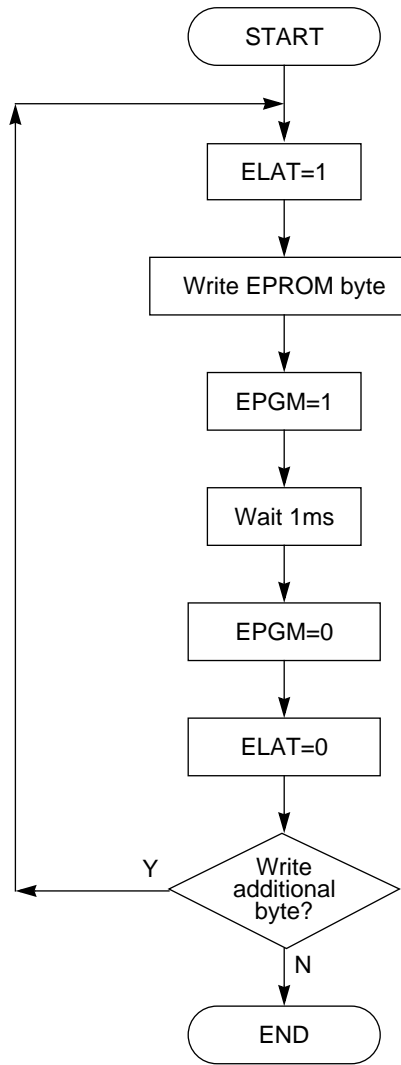 START
ELAT=1
Write EPROM byte
EPGM=1
Wait 1ms
EPGM=0
ELAT=0
Write
additional
byte?
Y
N
END